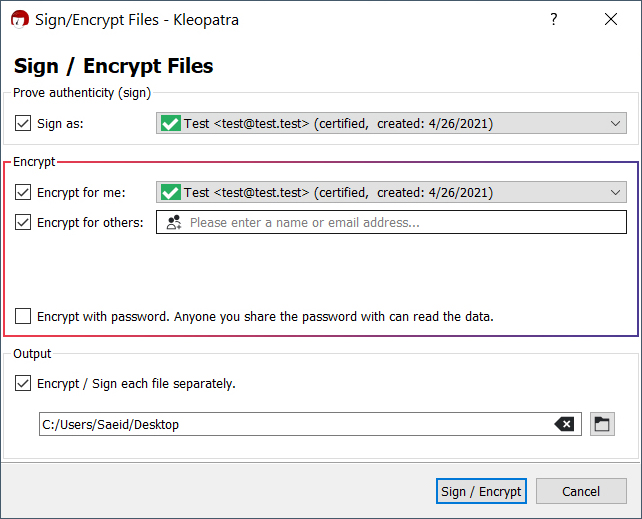 Sign/Encrypt Files - Kleopatra
Sign / Encrypt Files
Prove authenticity (sign)
Sign as: Test <test@test.test> (certified, created: 4/26/2021)
Encrypt
Encrypt for me: Test <test@test.test> (certified, created: 4/26/2021)
Encrypt for others: Please enter a name or email address...
Encrypt with password. Anyone you share the password with can read the data.
Output
Encrypt / Sign each file separately.
C:/Users/Saeid/Desktop
Sign / Encrypt Cancel